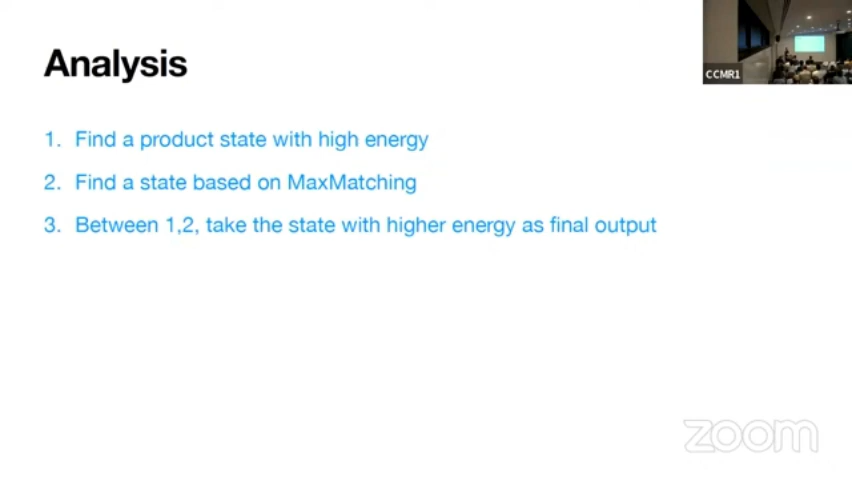 Analysis
CCMR1
1. Find a product state with high energy
2. Find a state based on MaxMatching
3. Between 1,2, take the state with higher energy as final output
zoom